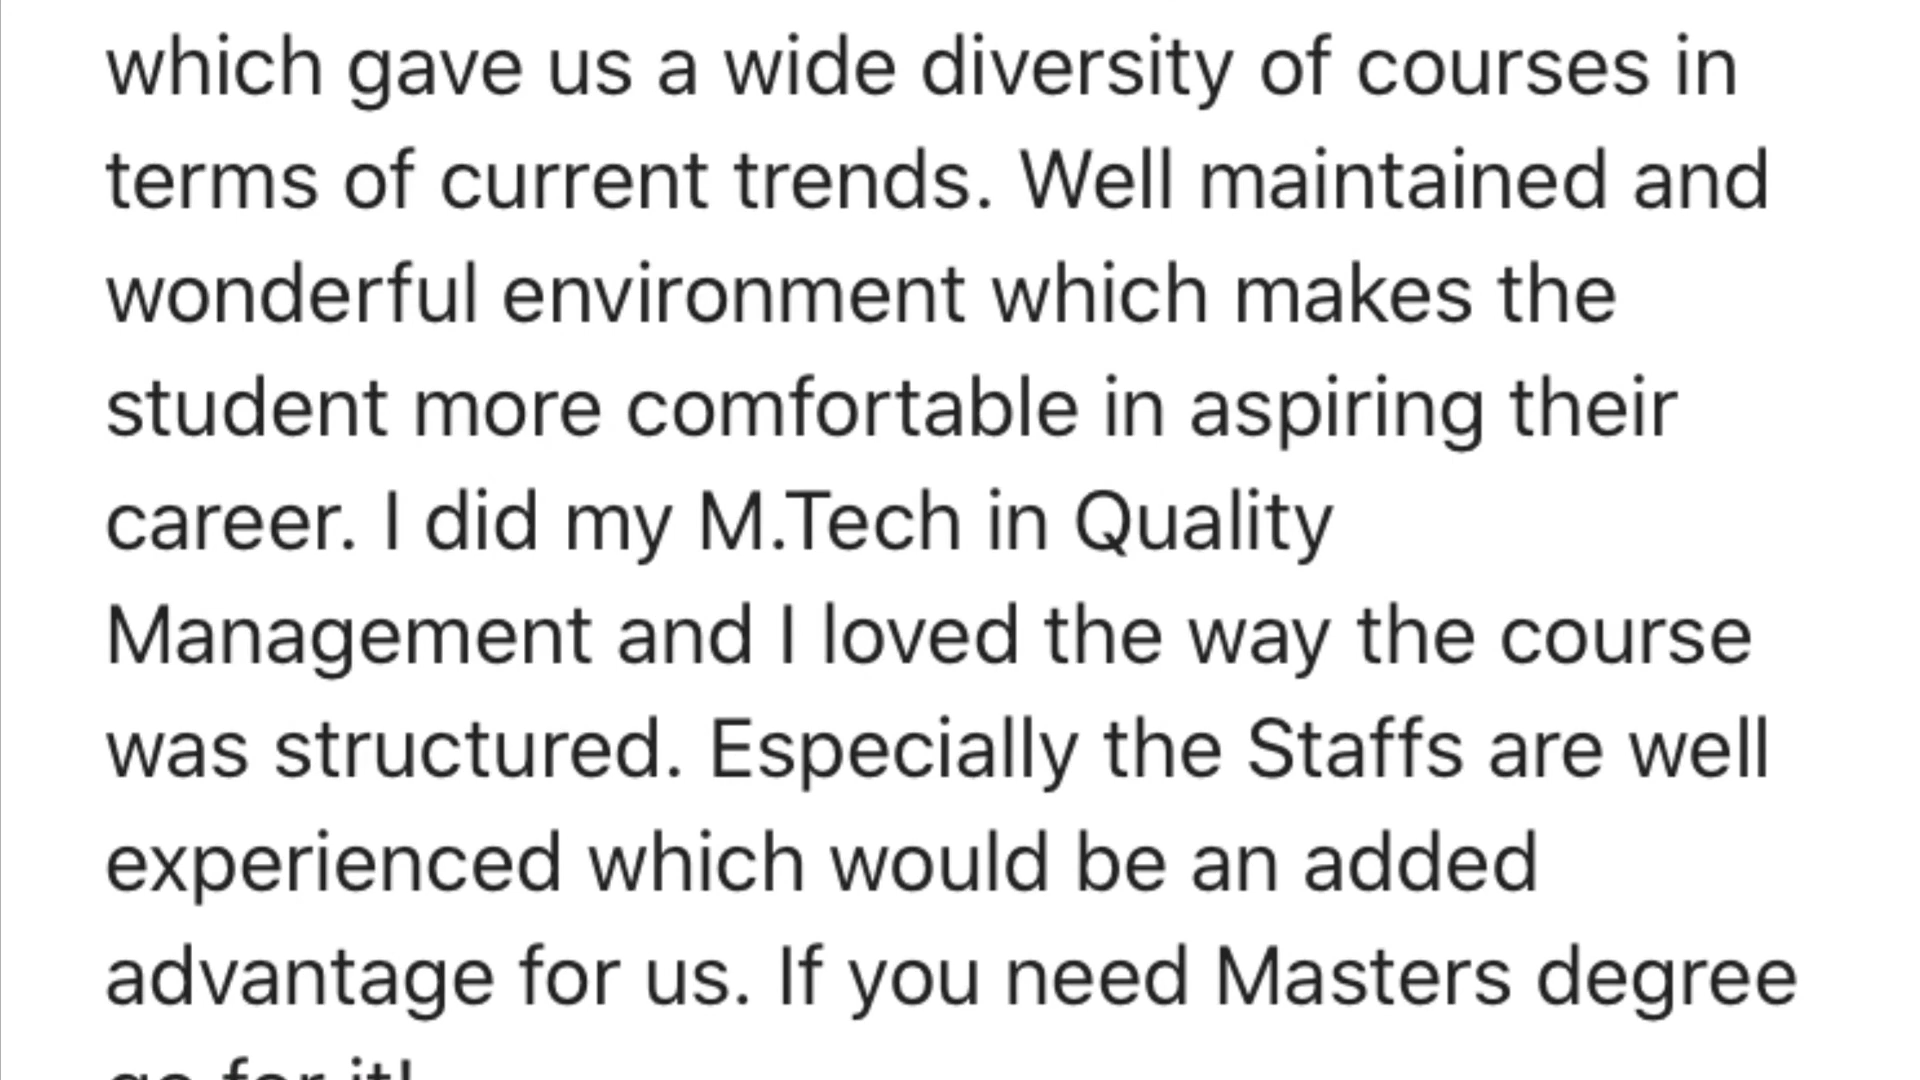 which gave us a wide diversity of courses in
terms of current trends. Well maintained and
wonderful environment which makes the
student more comfortable in aspiring their
career. I did my M.Tech in Quality
Management and I loved the way the course
was structured. Especially the Staffs are well
experienced which would be an added
advantage for us. If you need Masters degree
go for it!